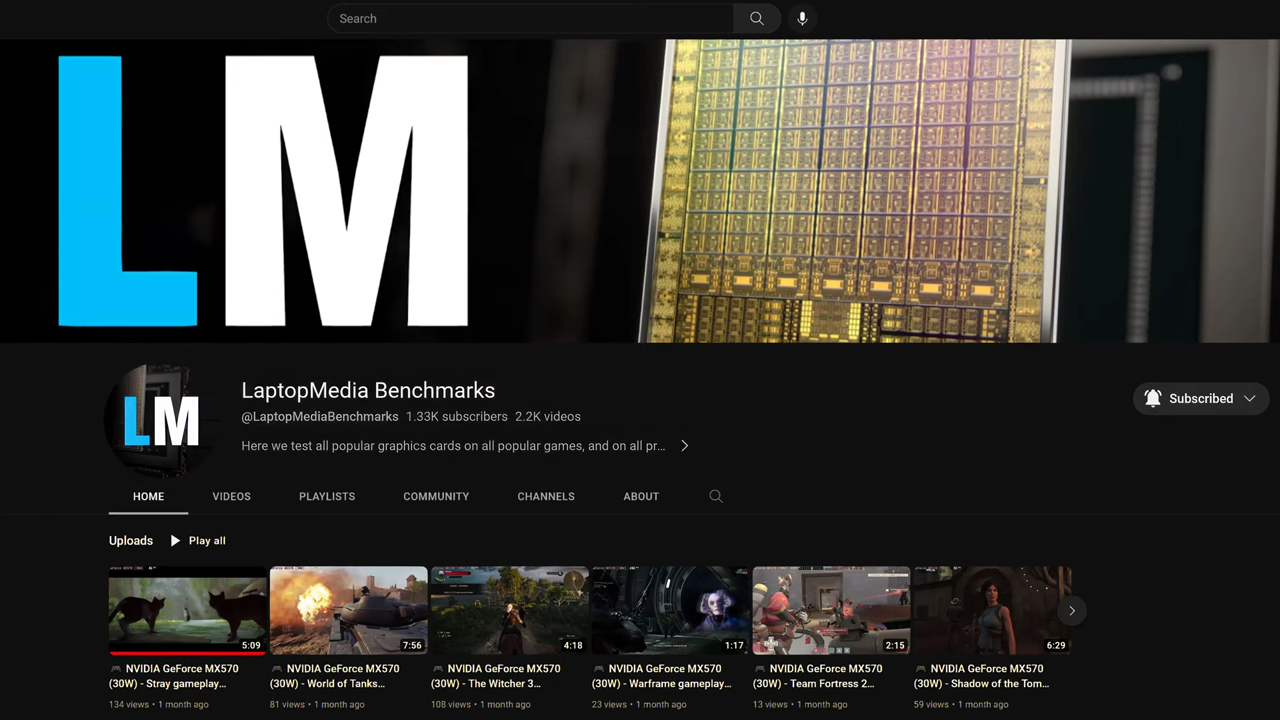 Search
LM
LM
LaptopMedia Benchmarks
@LaptopMediaBenchmarks 1.33K subscribers 2.2K videos
Here we test all popular graphics cards on all popular games, and on all pr...
Subscribed
HOME VIDEOS PLAYLISTS COMMUNITY CHANNELS ABOUT
Uploads Play all
5:09 7:56 4:18 1:17 2:15 6:29
NVIDIA GeForce MX570
(30W) - Stray gameplay...
134 views • 1 month ago
NVIDIA GeForce MX570
(30W) - World of Tanks...
81 views • 1 month ago
NVIDIA GeForce MX570
(30W) - The Witcher 3...
108 views • 1 month ago
NVIDIA GeForce MX570
(30W) - Warframe gameplay...
23 views • 1 month ago
NVIDIA GeForce MX570
(30W) - Team Fortress 2...
13 views • 1 month ago
NVIDIA GeForce MX570
(30W) - Shadow of the Tom...
59 views • 1 month ago